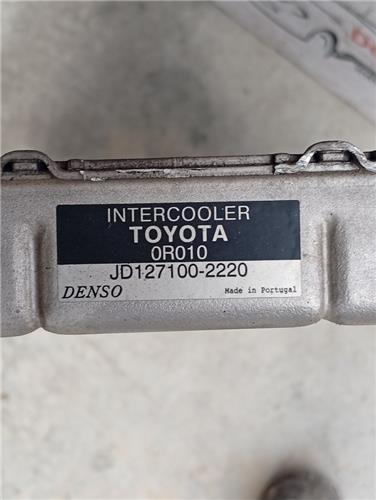 INTERCOOLER
TOYOTA
0R010
JD127100-2220
DENSO Made in Portugal